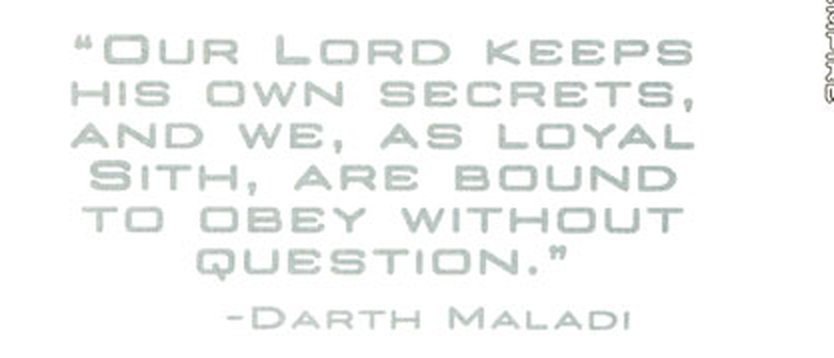 “Our Lord keeps
his own secrets,
and we, as loyal
Sith, are bound
to obey without
question.”
-Darth Maladi